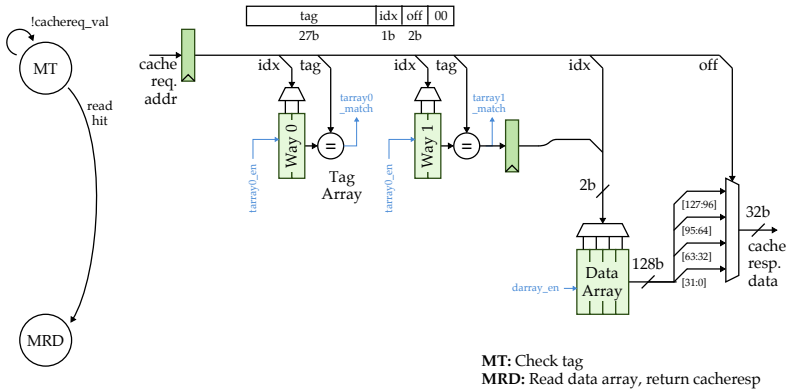 !cachereq_val
MT
read
hit
MRD
tag
idx
off
00
27b
1b
2b
cache
req.
addr
idx
tag
tarray0
_match
Way 0
=
tarray0_en
Tag
Array
idx
tag
tarray1
_match
Way 1
=
tarray0_en
idx
off
2b
[127:96]
[95:64]
[63:32]
[31:0]
32b
cache
resp.
data
128b
Data
Array
darray_en
MT: Check tag
MRD: Read data array, return cacheresp